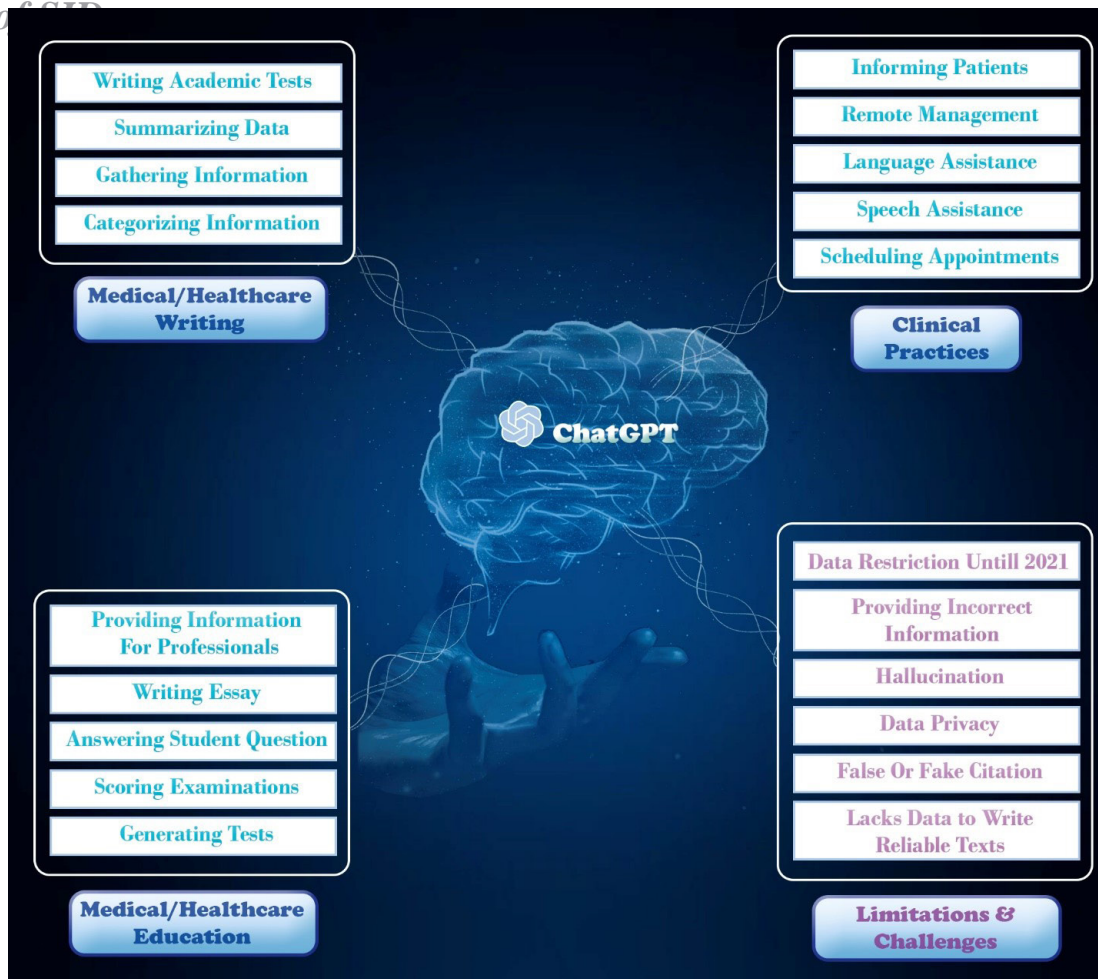 of SID
Writing Academic Tests
Summarizing Data
Gathering Information
Categorizing Information
Medical/Healthcare
Writing
Informing Patients
Remote Management
Language Assistance
Speech Assistance
Scheduling Appointments
Clinical
Practices
ChatGPT
Providing Information
For Professionals
Writing Essay
Answering Student Question
Scoring Examinations
Generating Tests
Medical/Healthcare
Education
Data Restriction Untill 2021
Providing Incorrect
Information
Hallucination
Data Privacy
False Or Fake Citation
Lacks Data to Write
Reliable Texts
Limitations &
Challenges